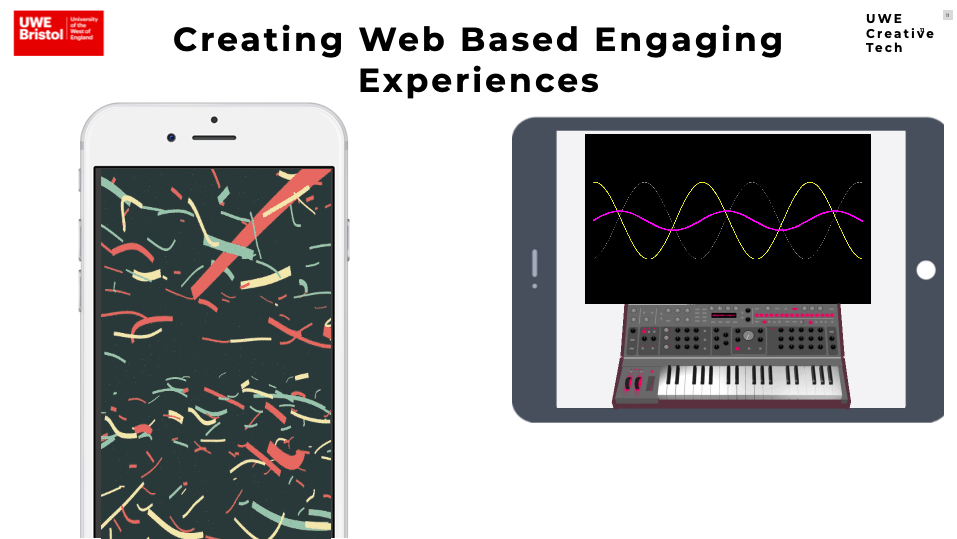 UWE
Bristol
University
of the
West of
England
Creating Web Based Engaging
Experiences
UWE
Creative
Tech